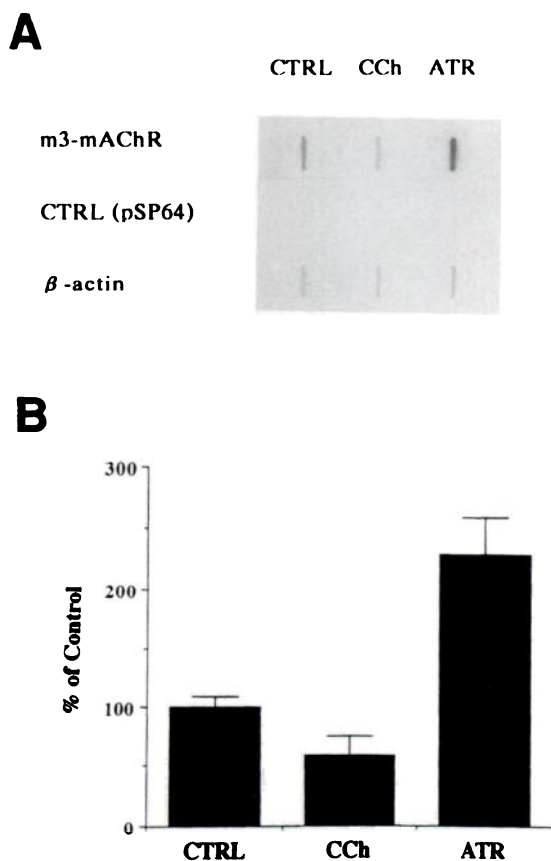 A
CTRL CCh ATR
m3-mAChR
CTRL (pSP64)
β-actin
B
300
200
100
0
% of Control
CTRL CCh ATR